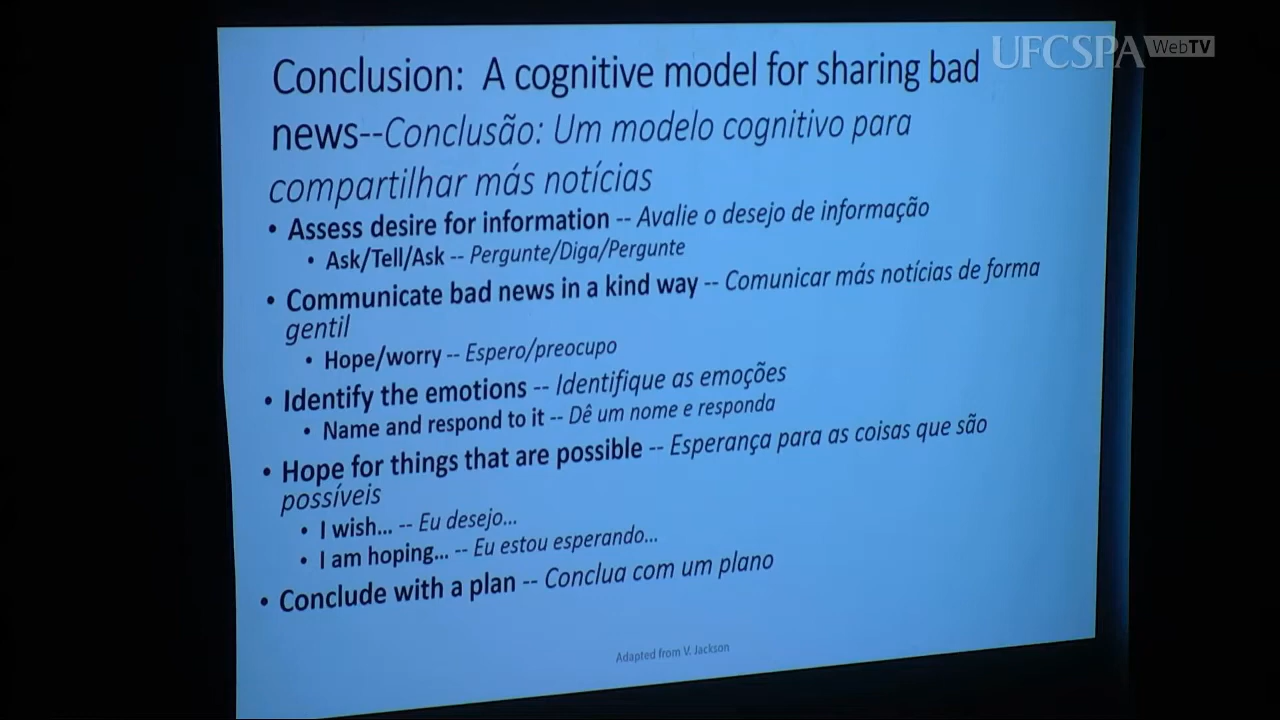 UFCSPA WebTV
Conclusion: A cognitive model for sharing bad
news--Conclusão: Um modelo cognitivo para
compartilhar más notícias
• Assess desire for information -- Avalie o desejo de informação
• Ask/Tell/Ask -- Pergunte/Diga/Pergunte
• Communicate bad news in a kind way -- Comunicar más notícias de forma
gentil
• Hope/worry -- Espero/preocupo
• Identify the emotions -- Identifique as emoções
• Name and respond to it -- Dê um nome e responda
• Hope for things that are possible -- Esperança para as coisas que são
possíveis
• I wish... -- Eu desejo...
• I am hoping... -- Eu estou esperando...
• Conclude with a plan -- Conclua com um plano
Adapted from V. Jackson